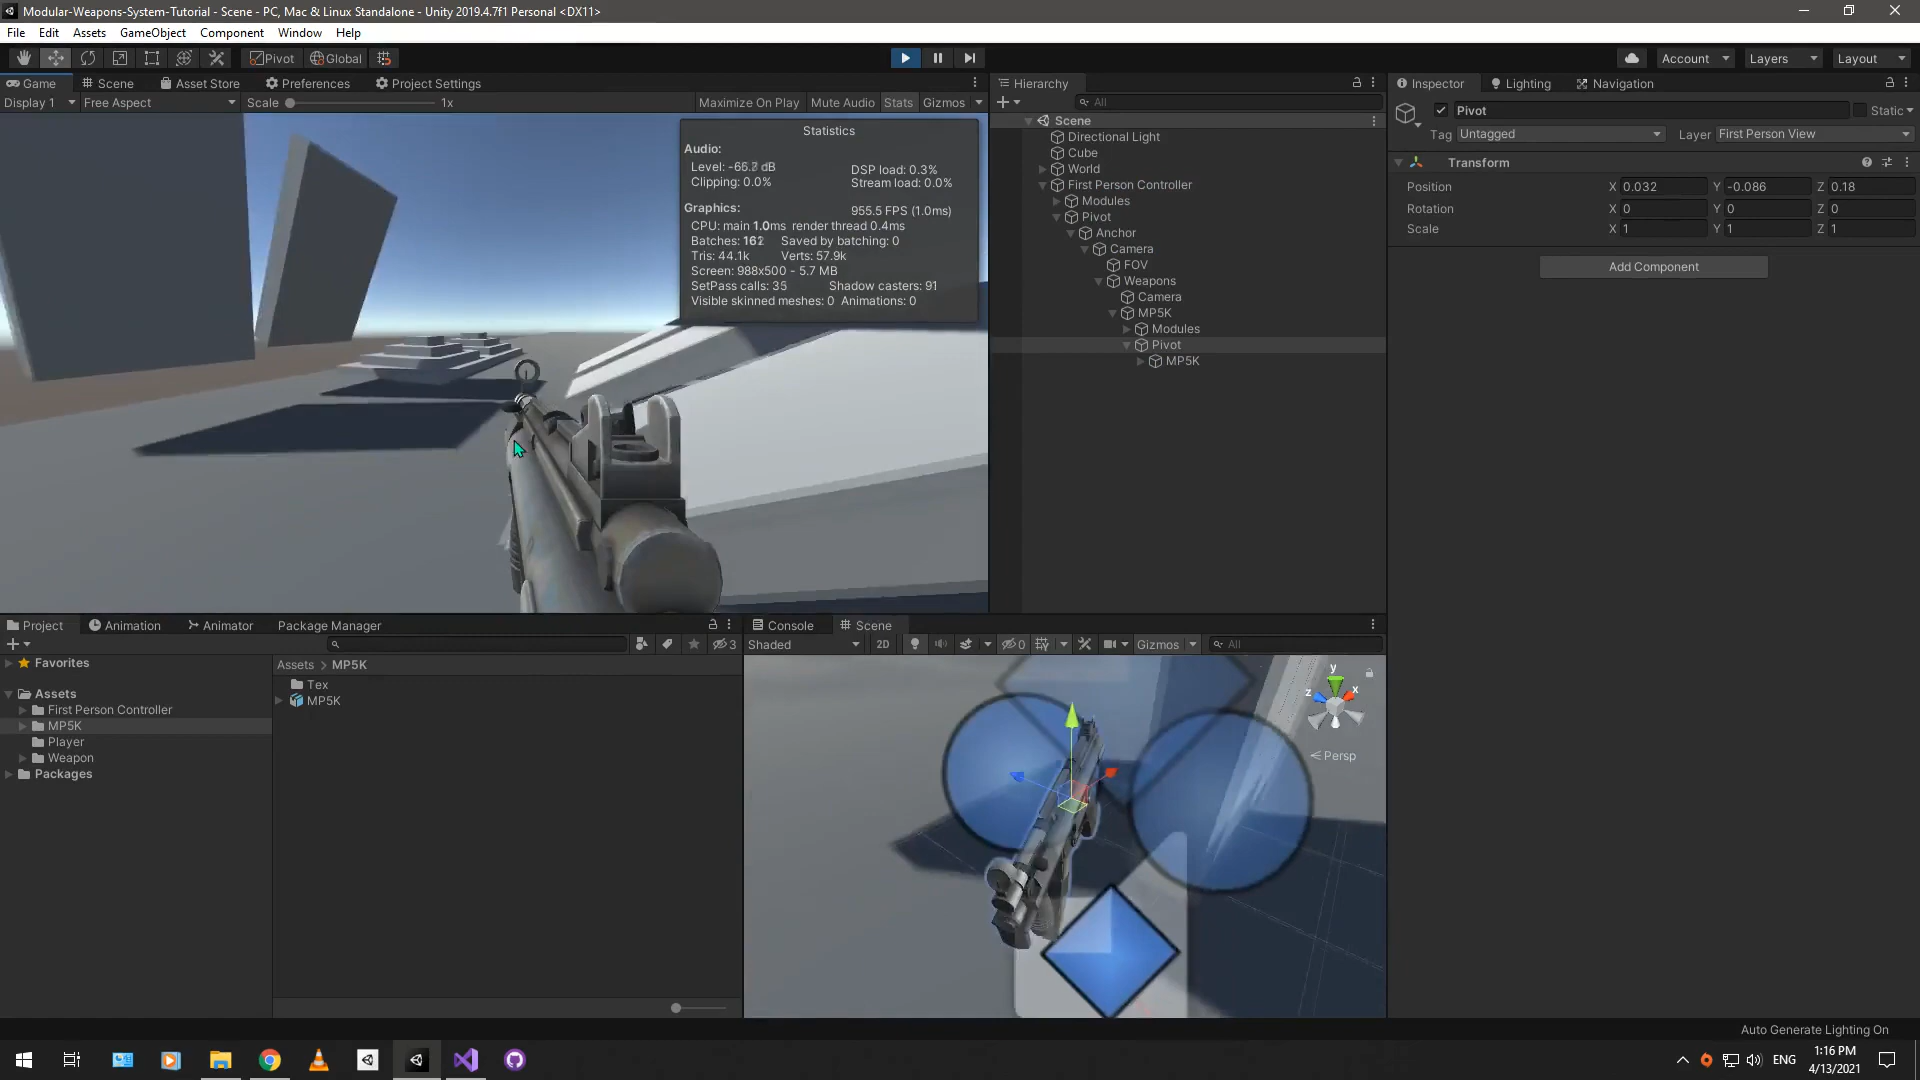 Modular-Weapons-System-Tutorial - Scene - PC, Mac & Linux Standalone - Unity 2019.4.7f1 Personal <DX11>
File Edit Assets GameObject Component Window Help
Pivot Global Account Layers Layout
Game Scene Asset Store Preferences Project Settings
Display 1 Free Aspect Scale 1x Maximize On Play Mute Audio Stats Gizmos
Statistics
Audio:
Level: dB DSP load: 0.3%
Clipping: 0.0% Stream load: 0.0%
Graphics: 955.5 FPS (1.0ms)
CPU: main 1.0ms render thread 0.4ms
Batches: Saved by batching: 0
Tris: 44.1k Verts: 57.9k
Screen: 988x500 - 5.7 MB
SetPass calls: 35 Shadow casters: 91
Visible skinned meshes: 0 Animations: 0
Hierarchy
All
Scene
Directional Light
Cube
World
First Person Controller
Modules
Pivot
Anchor
Camera
FOV
Weapons
Camera
MP5K
Modules
Pivot
MP5K
Inspector Lighting Navigation
Pivot Static
Tag Untagged Layer First Person View
Transform
Position X 0.032 Y -0.086 Z 0.18
Rotation X 0 Y 0 Z 0
Scale X 1 Y 1 Z 1
Add Component
Project Animation Animator Package Manager
3
Favorites
Assets
First Person Controller
MP5K
Player
Weapon
Packages
Assets > MP5K
Tex
MP5K
Console Scene
Shaded 2D 0 Gizmos All
y
x
z
Persp
Auto Generate Lighting On
ENG
1:16 PM
4/13/2021